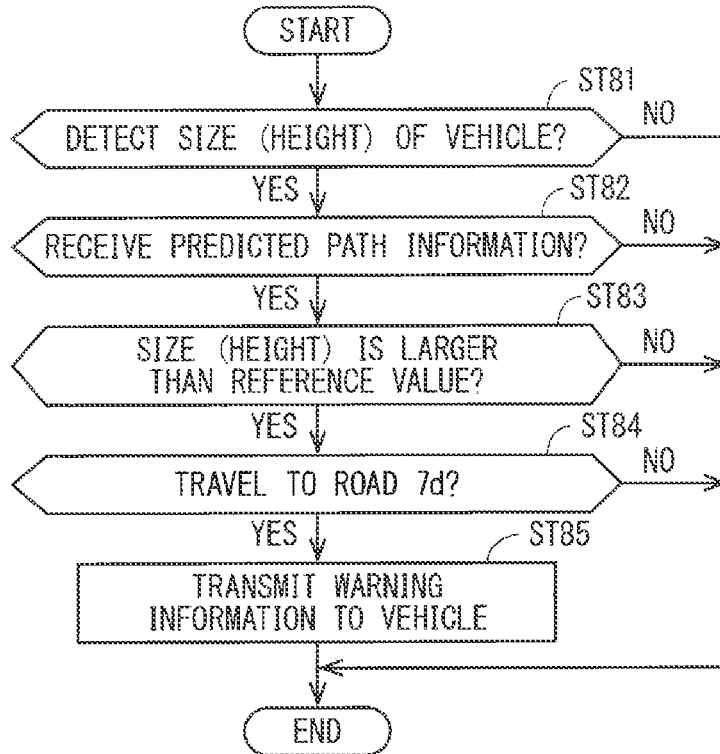 START
ST81
DETECT SIZE (HEIGHT) OF VEHICLE?
NO
YES
ST82
RECEIVE PREDICTED PATH INFORMATION?
NO
YES
ST83
SIZE (HEIGHT) IS LARGER
THAN REFERENCE VALUE?
NO
YES
ST84
TRAVEL TO ROAD 7d?
NO
YES
ST85
TRANSMIT WARNING
INFORMATION TO VEHICLE
END